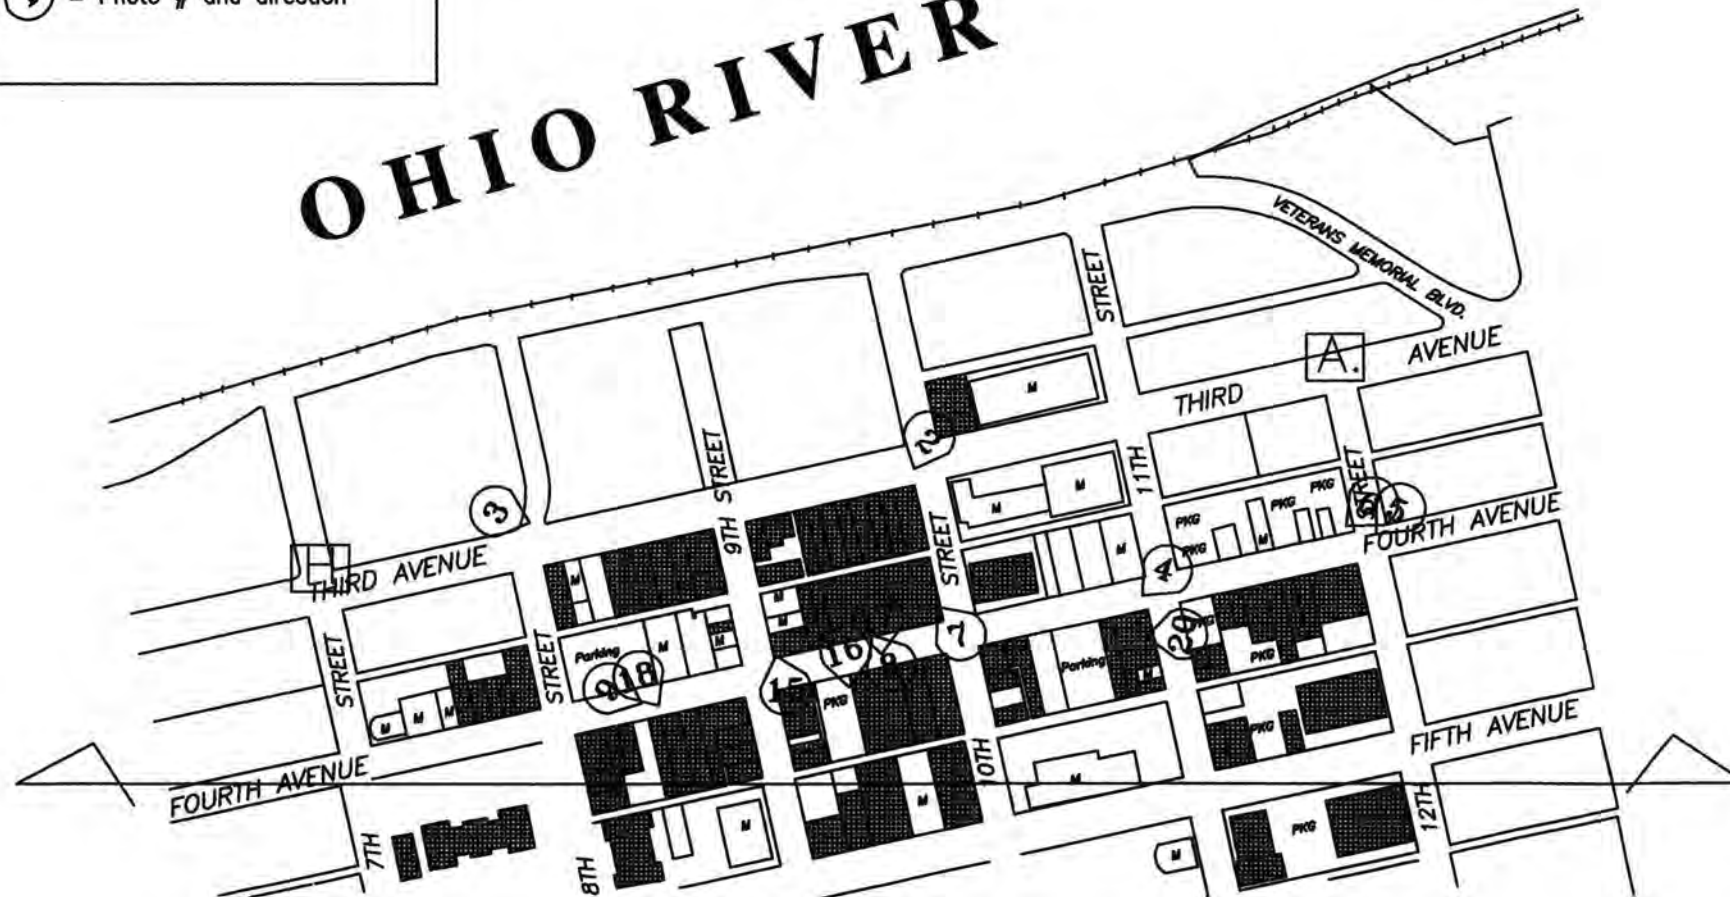 = Photo # and direction
OHIO RIVER
VETERANS MEMORIAL BLVD.
STREET
A.
AVENUE
THIRD
M
2
STREET
11TH
STREET
3
M
M
PKG
PKG
PKG
PKG
M
FOURTH AVENUE
H
THIRD AVENUE
9TH
STREET
M
M
4
M
M
M
M
7
20
PKG
STREET
STREET
Parking
M
18
16
15
PKG
Parking
M
PKG
M
M
M
PKG
FIFTH AVENUE
FOURTH AVENUE
10TH
M
M
7TH
8TH
M
M
PKG
12TH